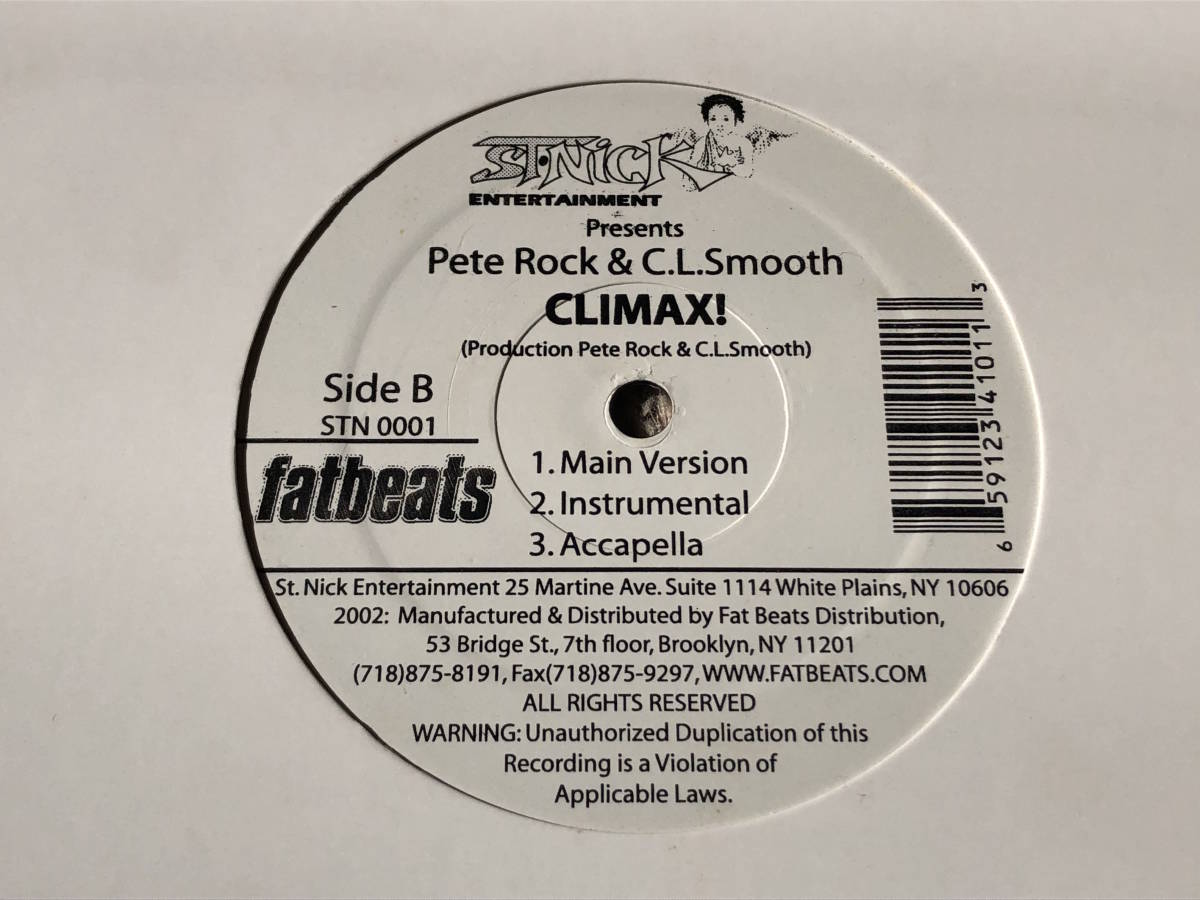 ST.NICK
ENTERTAINMENT
Presents
Pete Rock & C.L.Smooth
CLIMAX!
(Production Pete Rock & C.L.Smooth)
Side B
STN 0001
fatbeats
1. Main Version
2. Instrumental
3. Accapella
6 59123 41011 3
St. Nick Entertainment 25 Martine Ave. Suite 1114 White Plains, NY 10606
2002: Manufactured & Distributed by Fat Beats Distribution,
53 Bridge St., 7th floor, Brooklyn, NY 11201
(718)875-8191, Fax(718)875-9297, WWW.FATBEATS.COM
ALL RIGHTS RESERVED
WARNING: Unauthorized Duplication of this
Recording is a Violation of
Applicable Laws.